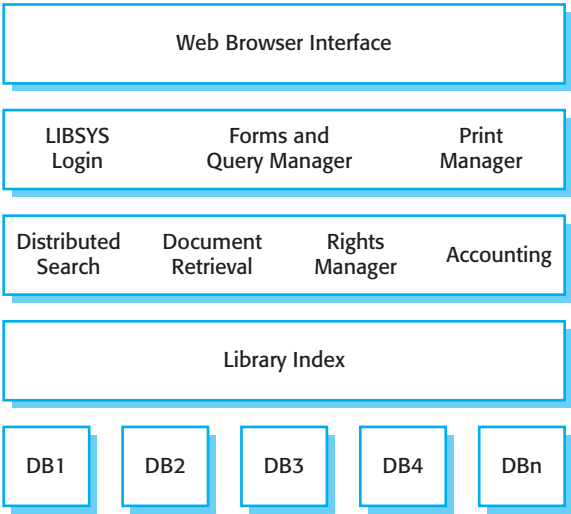 Web Browser Interface
LIBSYS
Login
Forms and
Query Manager
Print
Manager
Distributed
Search
Document
Retrieval
Rights
Manager
Accounting
Library Index
DB1
DB2
DB3
DB4
DBn